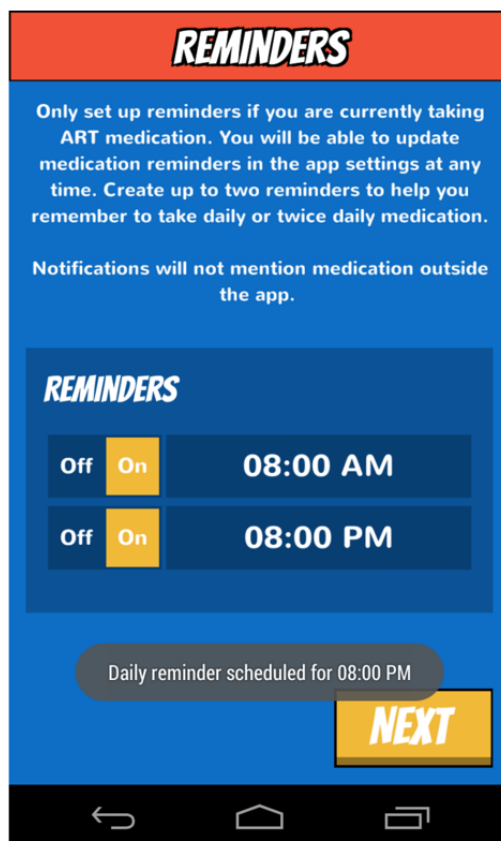 REMINDERS
Only set up reminders if you are currently taking
ART medication. You will be able to update
medication reminders in the app settings at any
time. Create up to two reminders to help you
remember to take daily or twice daily medication.
Notifications will not mention medication outside
the app.
REMINDERS
Off On 08:00 AM
Off On 08:00 PM
Daily reminder scheduled for 08:00 PM
NEXT